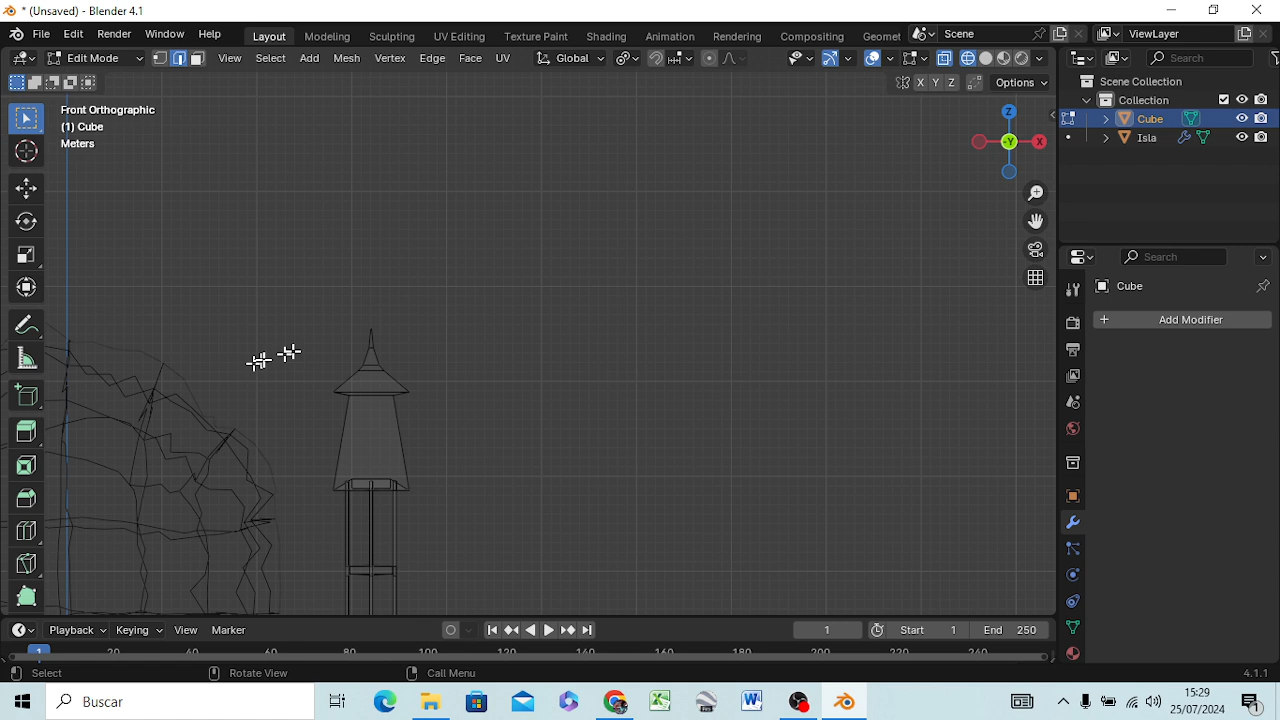 * (Unsaved) - Blender 4.1
File Edit Render Window Help Layout Modeling Sculpting UV Editing Texture Paint Shading Animation Rendering Compositing Geomet Scene ViewLayer
Edit Mode View Select Add Mesh Vertex Edge Face UV Global Search
X Y Z Options Scene Collection
Front Orthographic
(1) Cube
Meters
Collection
Cube
Isla
Z
-Y X
Search
Cube
Add Modifier
Playback Keying View Marker 1 Start 1 End 250
1 20 40 60 80 100 120 140 160 180 200 220 240
Select Rotate View Call Menu 4.1.1
Buscar
15:29
25/07/2024
1